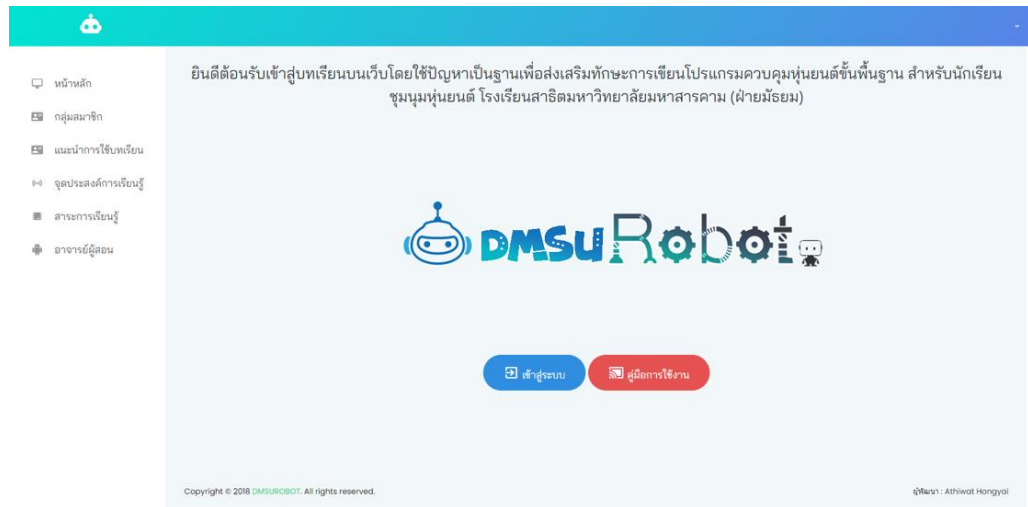 หน้าหลัก
กลุ่มสมาชิก
แนะนำการใช้บทเรียน
จุดประสงค์การเรียนรู้
สาระการเรียนรู้
อาจารย์ผู้สอน
ยินดีต้อนรับเข้าสู่บทเรียนบนเว็บโดยใช้ปัญหาเป็นฐานเพื่อส่งเสริมทักษะการเขียนโปรแกรมควบคุมหุ่นยนต์ขั้นพื้นฐาน สำหรับนักเรียน
ชุมนุมหุ่นยนต์ โรงเรียนสาธิตมหาวิทยาลัยมหาสารคาม (ฝ่ายมัธยม)
DMSU Robot
เข้าสู่ระบบ
คู่มือการใช้งาน
Copyright © 2018 DMSUROBOT. All rights reserved.
ผู้พัฒนา : Athiwat Hongyai